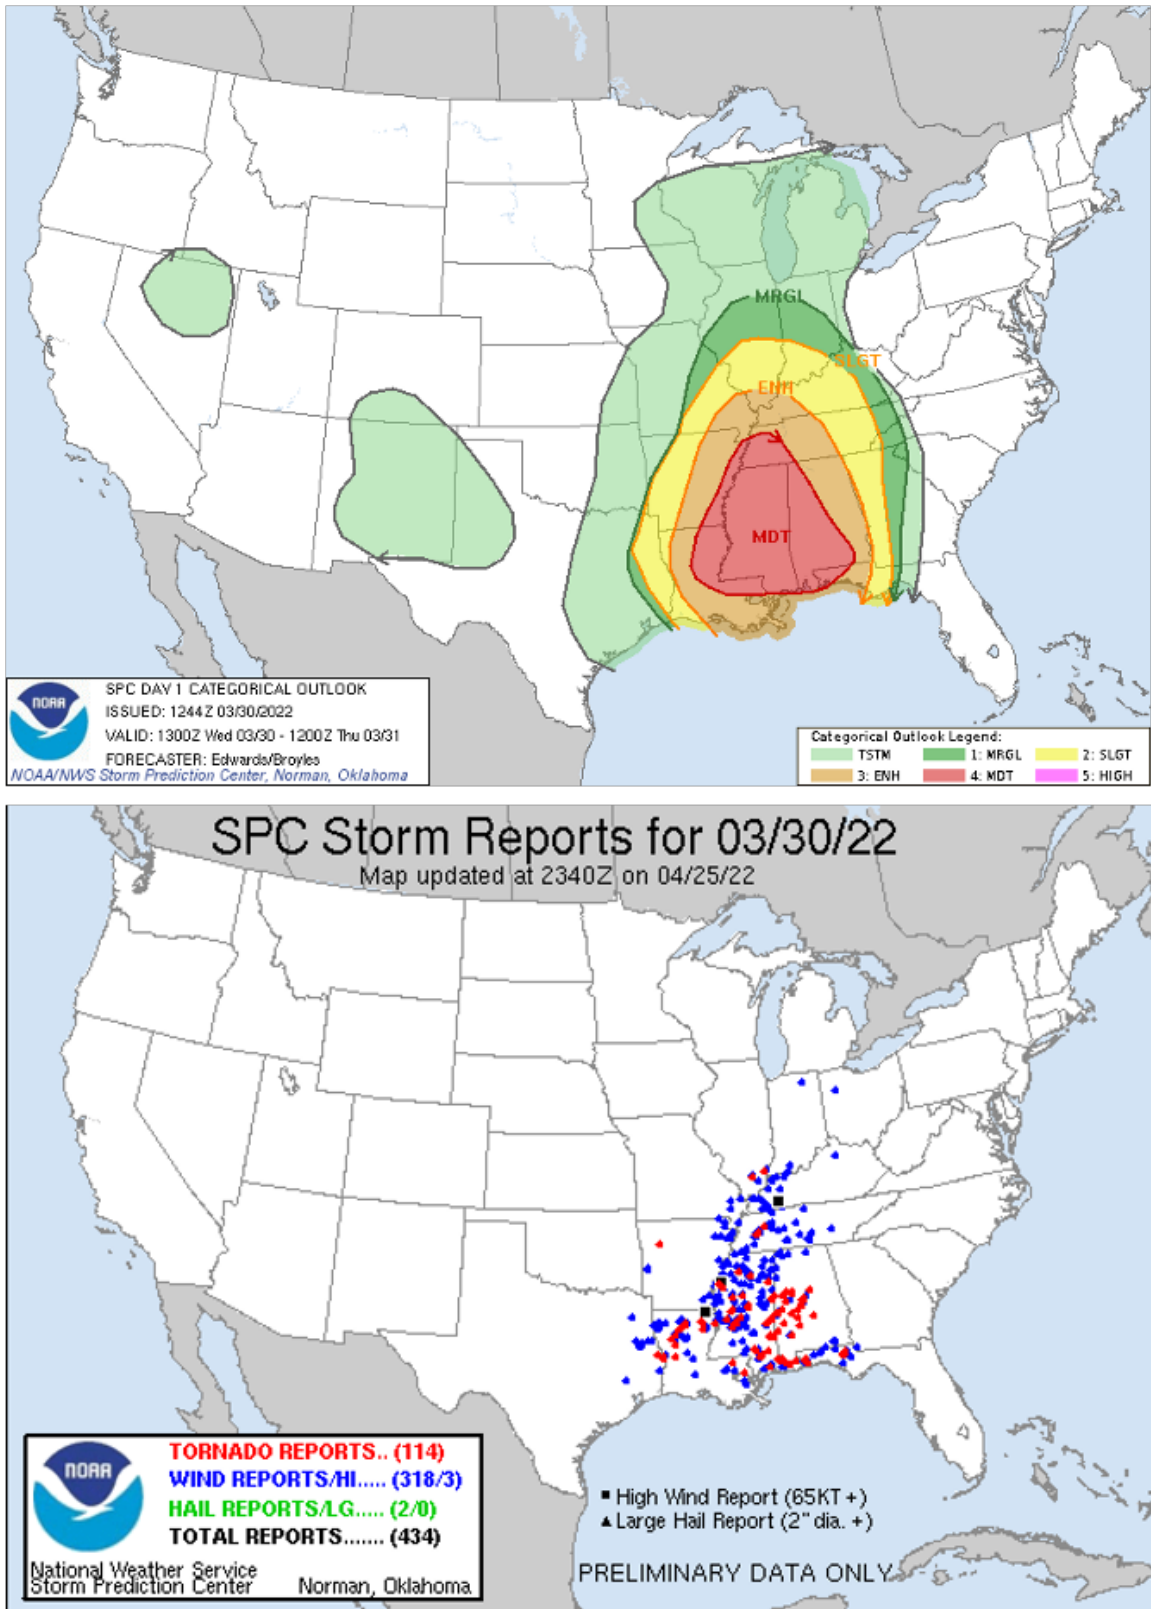 MRGL
SLGT
ENH
MDT
NOAA
SPC DAY 1 CATEGORICAL OUTLOOK
ISSUED: 1244Z 03/30/2022
VALID: 1300Z Wed 03/30 - 1200Z Thu 03/31
FORECASTER: Edwards/Broyles
NOAA/NWS Storm Prediction Center, Norman, Oklahoma
Categorical Outlook Legend:
TSTM 1: MRGL 2: SLGT
3: ENH 4: MDT 5: HIGH
SPC Storm Reports for 03/30/22
Map updated at 2340Z on 04/25/22
NOAA
TORNADO REPORTS.. (114)
WIND REPORTS/HI..... (318/3)
HAIL REPORTS/LG..... (2/0)
TOTAL REPORTS....... (434)
National Weather Service
Storm Prediction Center Norman, Oklahoma
High Wind Report (65KT +)
Large Hail Report (2" dia. +)
PRELIMINARY DATA ONLY